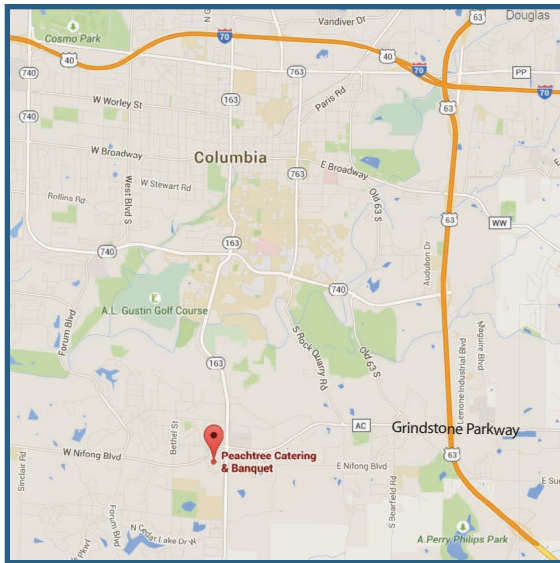 Vandiver Dr
63
Douglas
N G
Cosmo Park
70
40
40
70
PP
70
740
763
163
Paris Rd
W Worley St
63
740
W Broadway
Columbia
E Broadway
763
West Blvd S
W Stewart Rd
Rollins Rd
Old 63 S
63
WW
740
163
Audubon Dr
740
A.L. Gustin Golf Course
Forum Blvd
S Rock Quarry Rd
Old 63 S
Lemone Industrial Blvd
Maguire Blvd
163
Bethel St
AC
Grindstone Parkway
W Nifong Blvd
Peachtree Catering
& Banquet
E Nifong Blvd
63
Sinclair Rd
S Bearfield Rd
E Su
Forum Blvd
N Cedar Lake Dr W
Pkwy
A Perry Philips Park